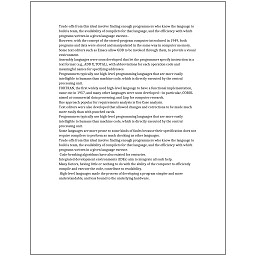 Trade-offs from this ideal involve finding enough programmers who know the language to
build a team, the availability of compilers for that language, and the efficiency with which
programs written in a given language execute.
However, with the concept of the stored-program computer introduced in 1949, both
programs and data were stored and manipulated in the same way in computer memory.
Some text editors such as Emacs allow GDB to be invoked through them, to provide a visual
environment.
Assembly languages were soon developed that let the programmer specify instruction in a
text format (e.g., ADD X, TOTAL), with abbreviations for each operation code and
meaningful names for specifying addresses.
Programmers typically use high-level programming languages that are more easily
intelligible to humans than machine code, which is directly executed by the central
processing unit.
FORTRAN, the first widely used high-level language to have a functional implementation,
came out in 1957 and many other languages were soon developed—in particular, COBOL
aimed at commercial data processing, and Lisp for computer research.
One approach popular for requirements analysis is Use Case analysis.
Text editors were also developed that allowed changes and corrections to be made much
more easily than with punched cards.
Programmers typically use high-level programming languages that are more easily
intelligible to humans than machine code, which is directly executed by the central
processing unit.
Some languages are more prone to some kinds of faults because their specification does not
require compilers to perform as much checking as other languages.
Trade-offs from this ideal involve finding enough programmers who know the language to
build a team, the availability of compilers for that language, and the efficiency with which
programs written in a given language execute.
Code-breaking algorithms have also existed for centuries.
Integrated development environments (IDEs) aim to integrate all such help.
Many factors, having little or nothing to do with the ability of the computer to efficiently
compile and execute the code, contribute to readability.
High-level languages made the process of developing a program simpler and more
understandable, and less bound to the underlying hardware.